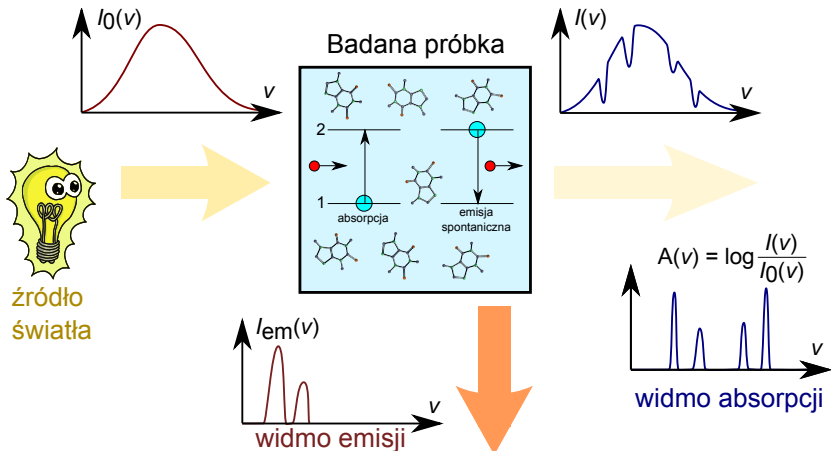 I0(ν)
ν
Badana próbka
I(ν)
ν
2
1
absorpcja
emisja
spontaniczna
źródło
światła
A(ν) = log I(ν)/I0(ν)
ν
widmo absorpcji
Iem(ν)
ν
widmo emisji